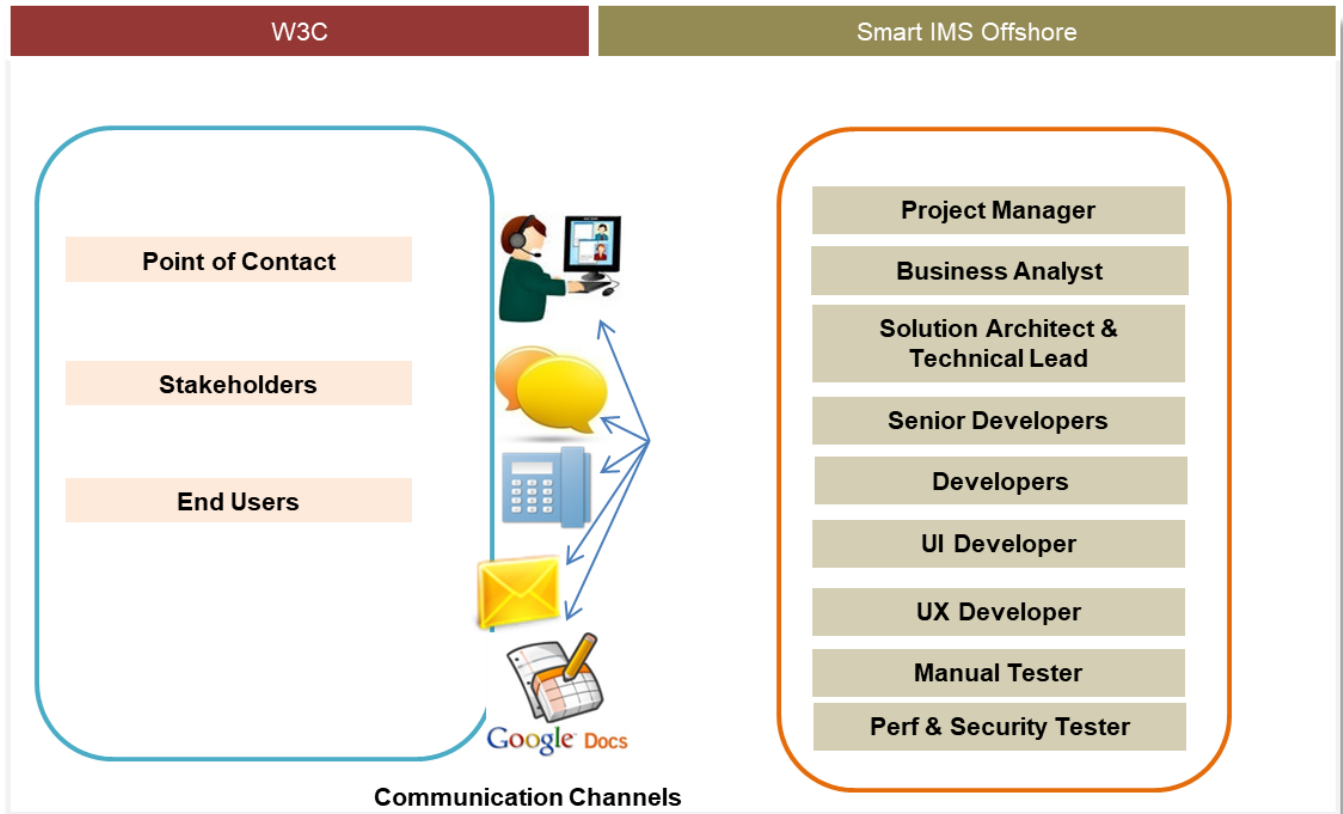 W3C
Smart IMS Offshore
Point of Contact
Stakeholders
End Users
Google Docs
Communication Channels
Project Manager
Business Analyst
Solution Architect &
Technical Lead
Senior Developers
Developers
UI Developer
UX Developer
Manual Tester
Perf & Security Tester